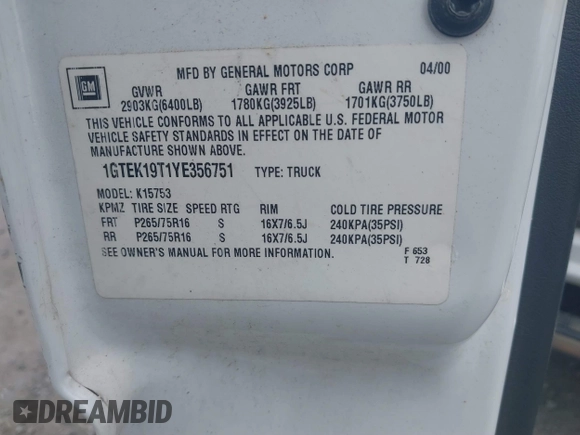 MFD BY GENERAL MOTORS CORP 04/00
GM
GVWR GAWR FRT GAWR RR
2903KG(6400LB) 1780KG(3925LB) 1701KG(3750LB)
THIS VEHICLE CONFORMS TO ALL APPLICABLE U.S. FEDERAL MOTOR
VEHICLE SAFETY STANDARDS IN EFFECT ON THE DATE OF
MANUFACTURE SHOWN ABOVE.
1GTEK19T1YE356751 TYPE: TRUCK
MODEL: K15753
KPMZ TIRE SIZE SPEED RTG RIM COLD TIRE PRESSURE
FRT P265/75R16 S 16X7/6.5J 240KPA(35PSI)
RR P265/75R16 S 16X7/6.5J 240KPA(35PSI)
SEE OWNER'S MANUAL FOR MORE INFORMATION.
F 653
T 728
DREAMBID